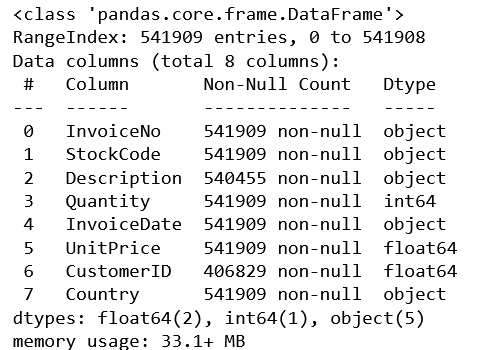 <class 'pandas.core.frame.DataFrame'>
RangeIndex: 541909 entries, 0 to 541908
Data columns (total 8 columns):
 #   Column       Non-Null Count   Dtype
---  ------       --------------   -----
 0   InvoiceNo    541909 non-null  object
 1   StockCode    541909 non-null  object
 2   Description  540455 non-null  object
 3   Quantity     541909 non-null  int64
 4   InvoiceDate  541909 non-null  object
 5   UnitPrice    541909 non-null  float64
 6   CustomerID   406829 non-null  float64
 7   Country      541909 non-null  object
dtypes: float64(2), int64(1), object(5)
memory usage: 33.1+ MB